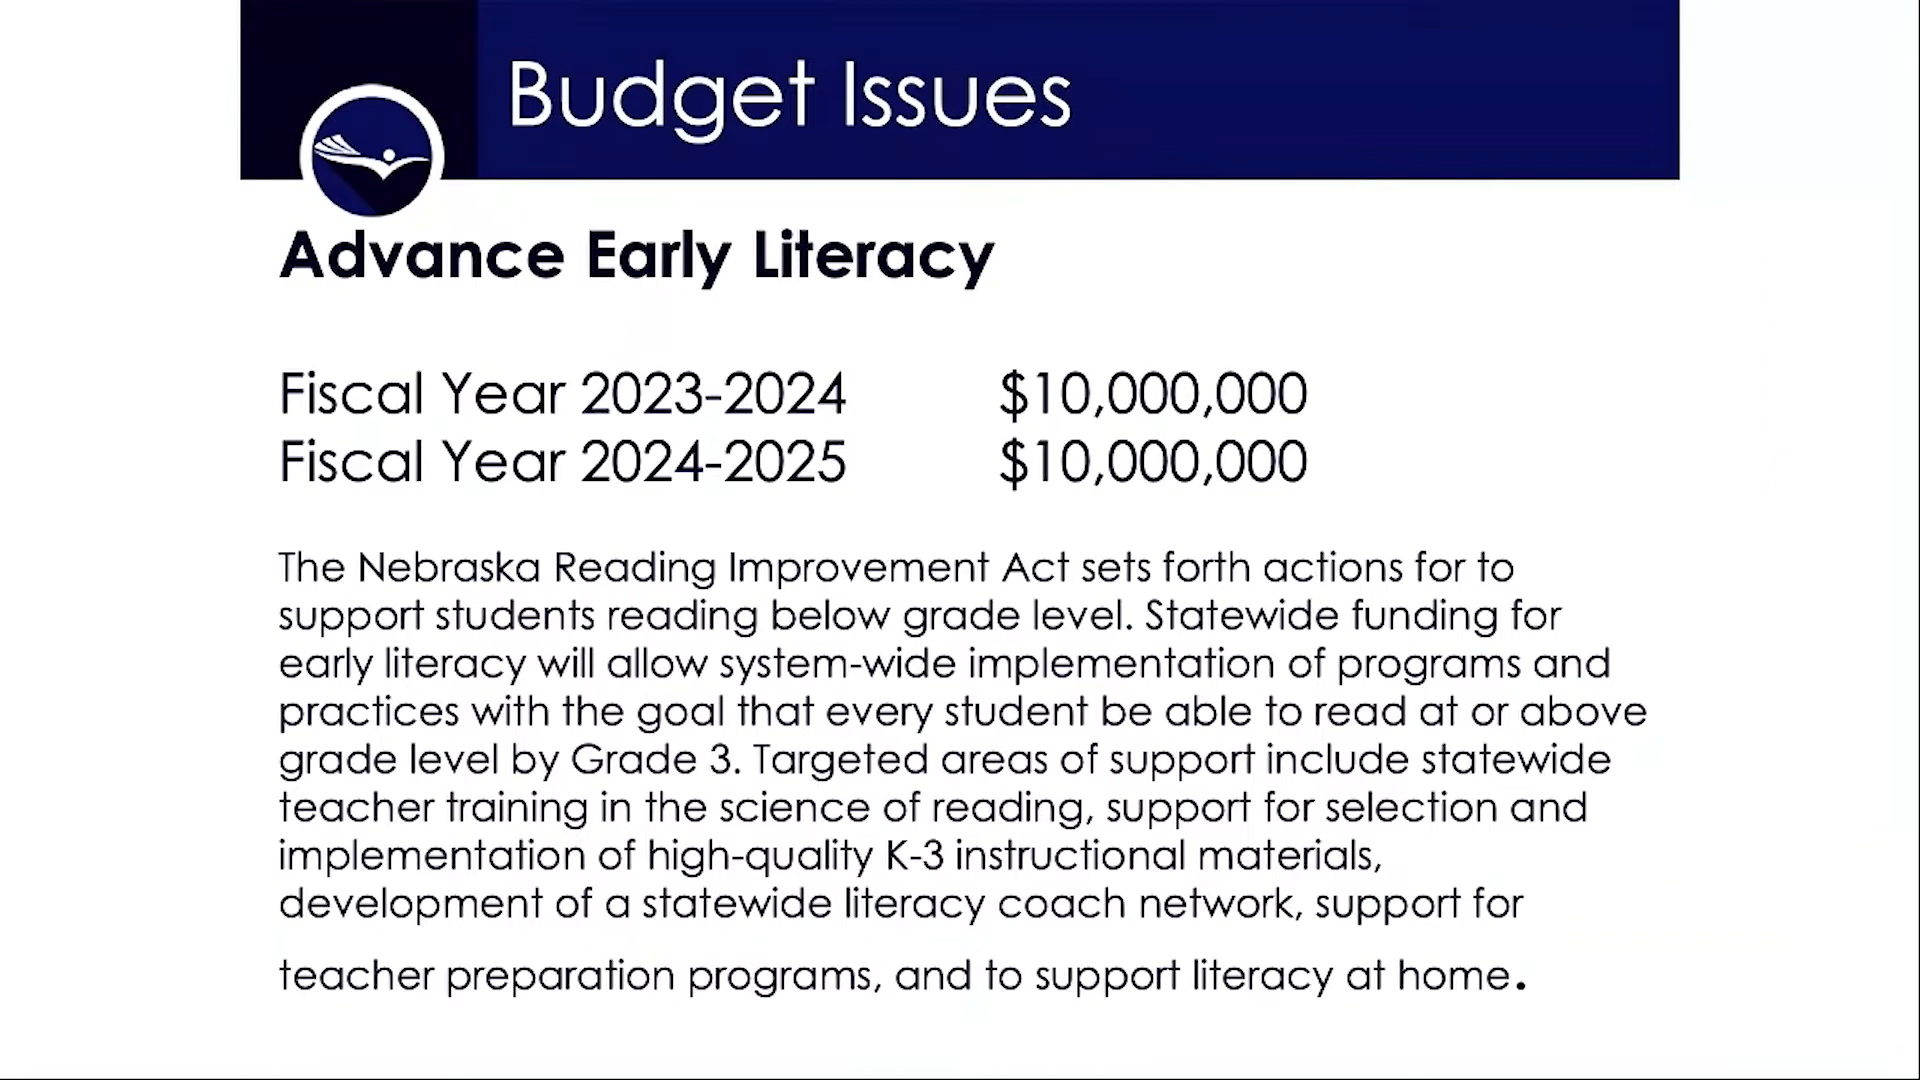 Budget Issues
Advance Early Literacy
Fiscal Year 2023-2024 $10,000,000
Fiscal Year 2024-2025 $10,000,000
The Nebraska Reading Improvement Act sets forth actions for to
support students reading below grade level. Statewide funding for
early literacy will allow system-wide implementation of programs and
practices with the goal that every student be able to read at or above
grade level by Grade 3. Targeted areas of support include statewide
teacher training in the science of reading, support for selection and
implementation of high-quality K-3 instructional materials,
development of a statewide literacy coach network, support for
teacher preparation programs, and to support literacy at home.